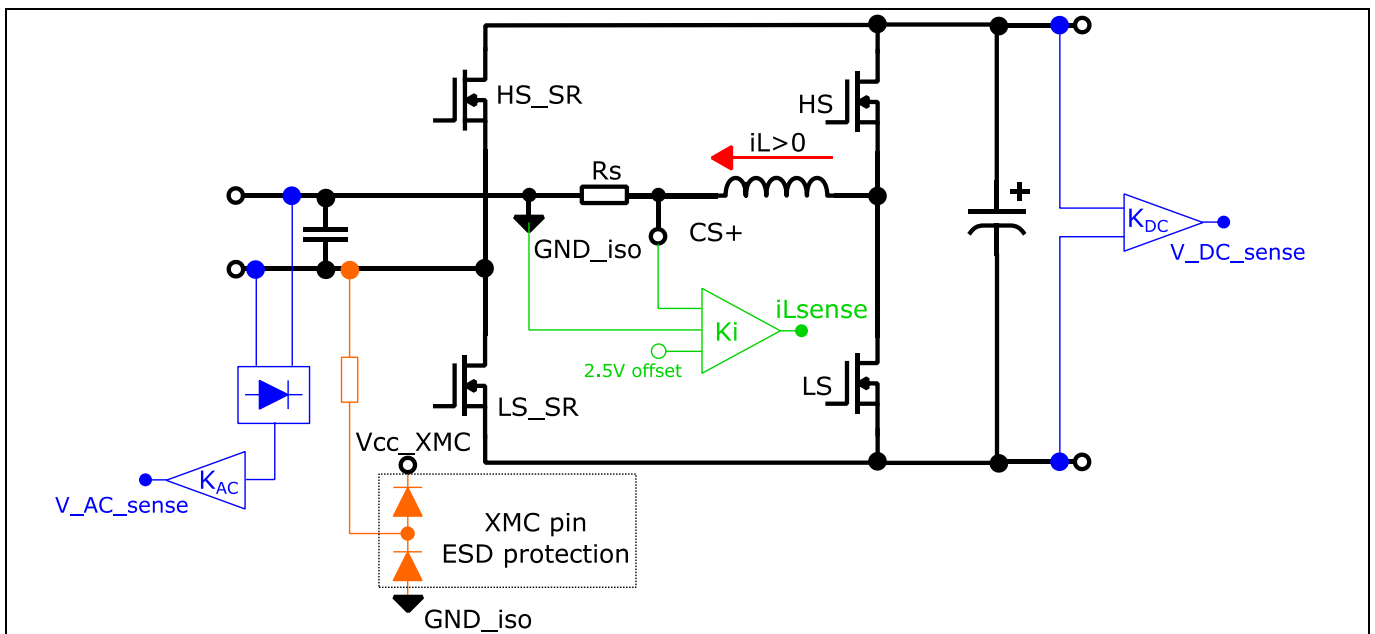 HS_SR
HS
iL>0
Rs
+
GND_iso
CS+
KDC
V_DC_sense
iLsense
Ki
2.5V offset
LS
LS_SR
Vcc_XMC
KAC
V_AC_sense
XMC pin
ESD protection
GND_iso